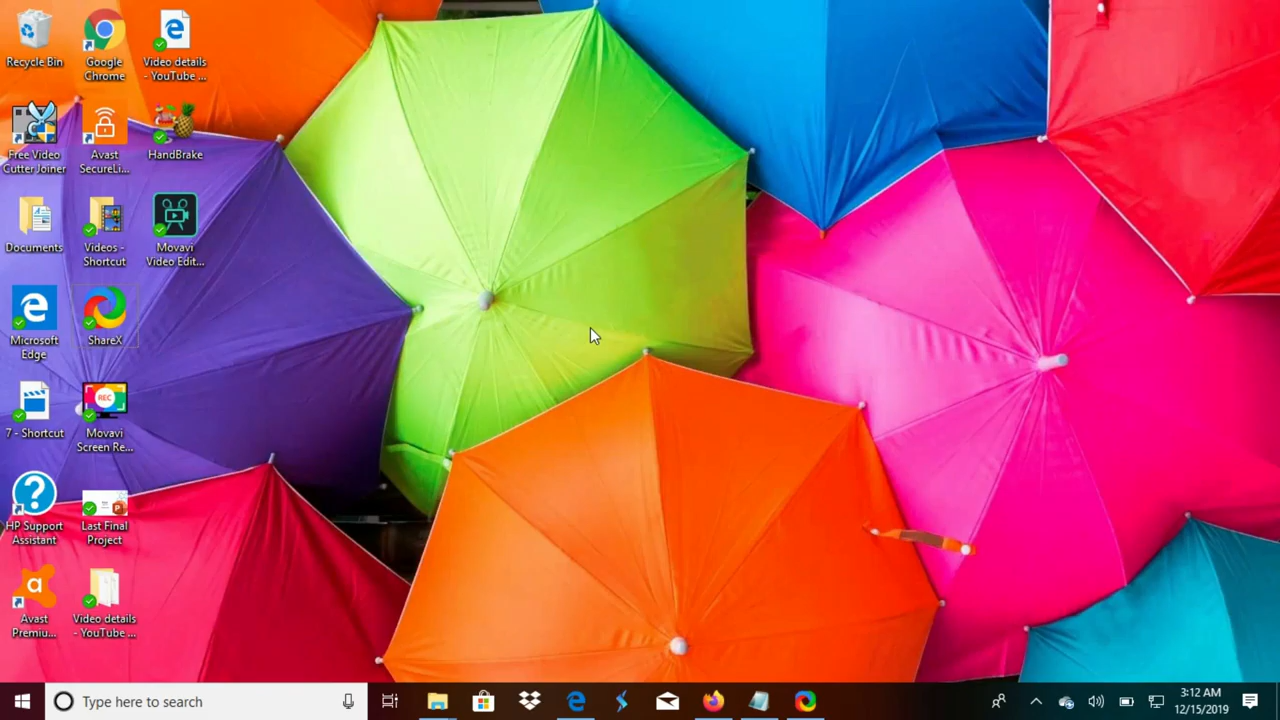 Recycle Bin
Google
Chrome
Video details
- YouTube ...
Free Video
Cutter Joiner
Avast
SecureLi...
HandBrake
Documents
Videos -
Shortcut
Movavi
Video Edit...
Microsoft
Edge
ShareX
7 - Shortcut
REC
Movavi
Screen Re...
HP Support
Assistant
Last Final
Project
Avast
Premiu...
Video details
- YouTube ...
Type here to search
3:12 AM
12/15/2019